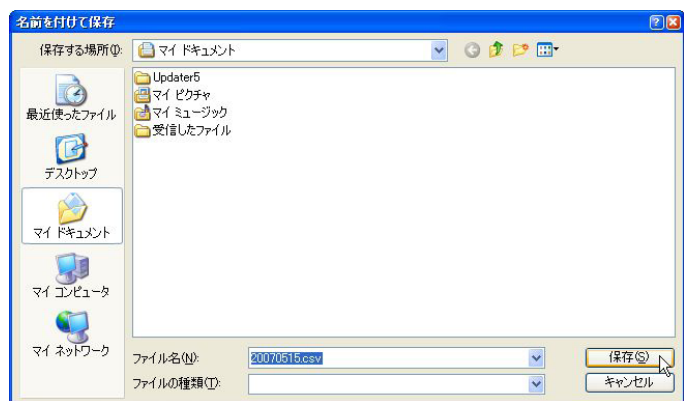 名前を付けて保存
保存する場所(I):
マイ ドキュメント
最近使ったファイル
デスクトップ
マイ ドキュメント
マイ コンピュータ
マイ ネットワーク
Updater5
マイ ピクチャ
マイ ミュージック
受信したファイル
ファイル名(N):
20070515.csv
保存(S)
ファイルの種類(T):
キャンセル